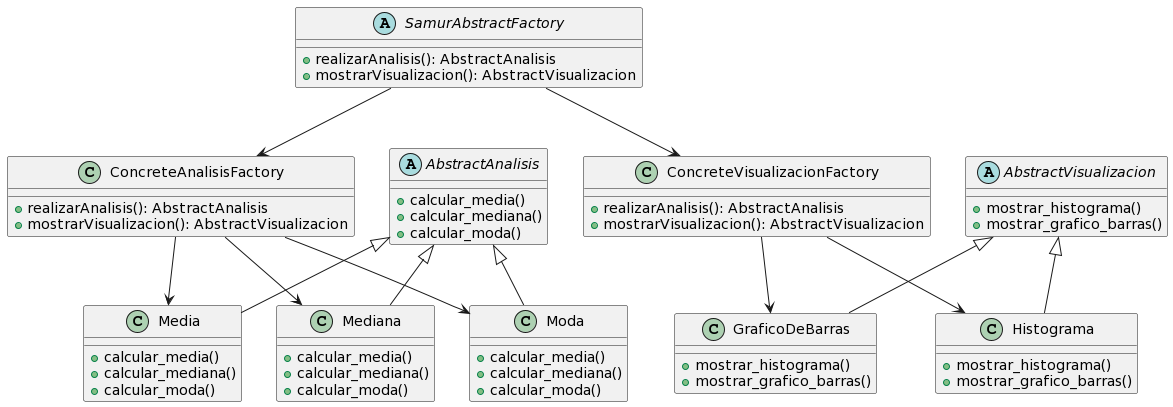 A SamurAbstractFactory
realizarAnalisis(): AbstractAnalisis
mostrarVisualizacion(): AbstractVisualizacion
C ConcreteAnalisisFactory
realizarAnalisis(): AbstractAnalisis
mostrarVisualizacion(): AbstractVisualizacion
A AbstractAnalisis
calcular_media()
calcular_mediana()
calcular_moda()
C ConcreteVisualizacionFactory
realizarAnalisis(): AbstractAnalisis
mostrarVisualizacion(): AbstractVisualizacion
A AbstractVisualizacion
mostrar_histograma()
mostrar_grafico_barras()
C Media
calcular_media()
calcular_mediana()
calcular_moda()
C Mediana
calcular_media()
calcular_mediana()
calcular_moda()
C Moda
calcular_media()
calcular_mediana()
calcular_moda()
C GraficoDeBarras
mostrar_histograma()
mostrar_grafico_barras()
C Histograma
mostrar_histograma()
mostrar_grafico_barras()